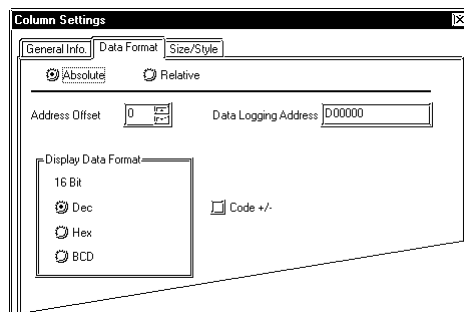 Column Settings
General Info. Data Format Size/Style
Absolute Relative
Address Offset 0 Data Logging Address D00000
Display Data Format
16 Bit
Dec Code +/-
Hex
BCD